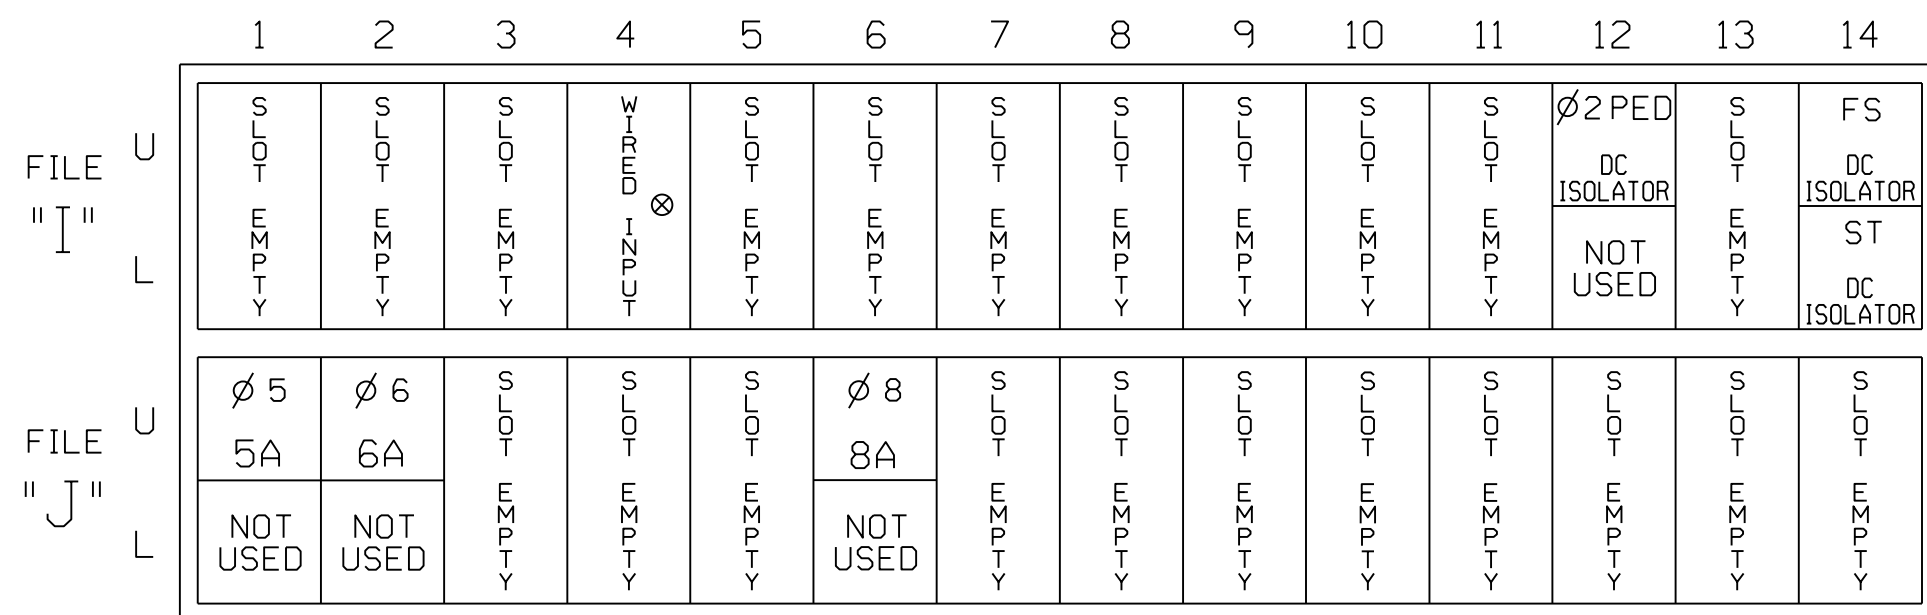 1 2 3 4 5 6 7 8 9 10 11 12 13 14
FILE
"I"
U
L
SLOT EMPTY
SLOT EMPTY
SLOT EMPTY
WIRED INPUT
SLOT EMPTY
SLOT EMPTY
SLOT EMPTY
SLOT EMPTY
SLOT EMPTY
SLOT EMPTY
SLOT EMPTY
Ø2 PED
DC
ISOLATOR
NOT
USED
SLOT EMPTY
FS
DC
ISOLATOR
ST
DC
ISOLATOR
FILE
"J"
U
L
Ø 5
5A
NOT
USED
Ø 6
6A
NOT
USED
SLOT EMPTY
SLOT EMPTY
SLOT EMPTY
Ø 8
8A
NOT
USED
SLOT EMPTY
SLOT EMPTY
SLOT EMPTY
SLOT EMPTY
SLOT EMPTY
SLOT EMPTY
SLOT EMPTY
SLOT EMPTY